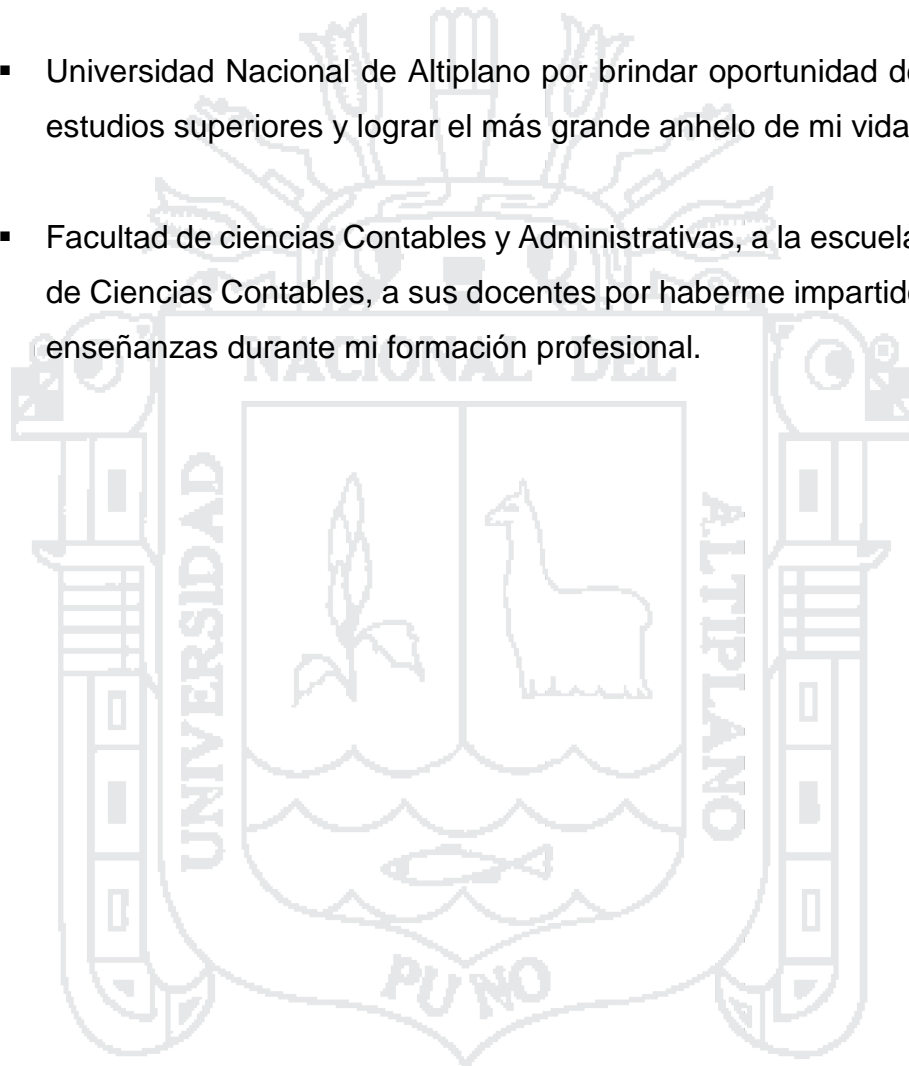 ▪ Universidad Nacional de Altiplano por brindar oportunidad de
estudios superiores y lograr el más grande anhelo de mi vida
▪ Facultad de ciencias Contables y Administrativas, a la escuela
de Ciencias Contables, a sus docentes por haberme impartido
enseñanzas durante mi formación profesional.
NACIONAL DEL
UNIVERSIDAD
ALTIPLANO
PUNO